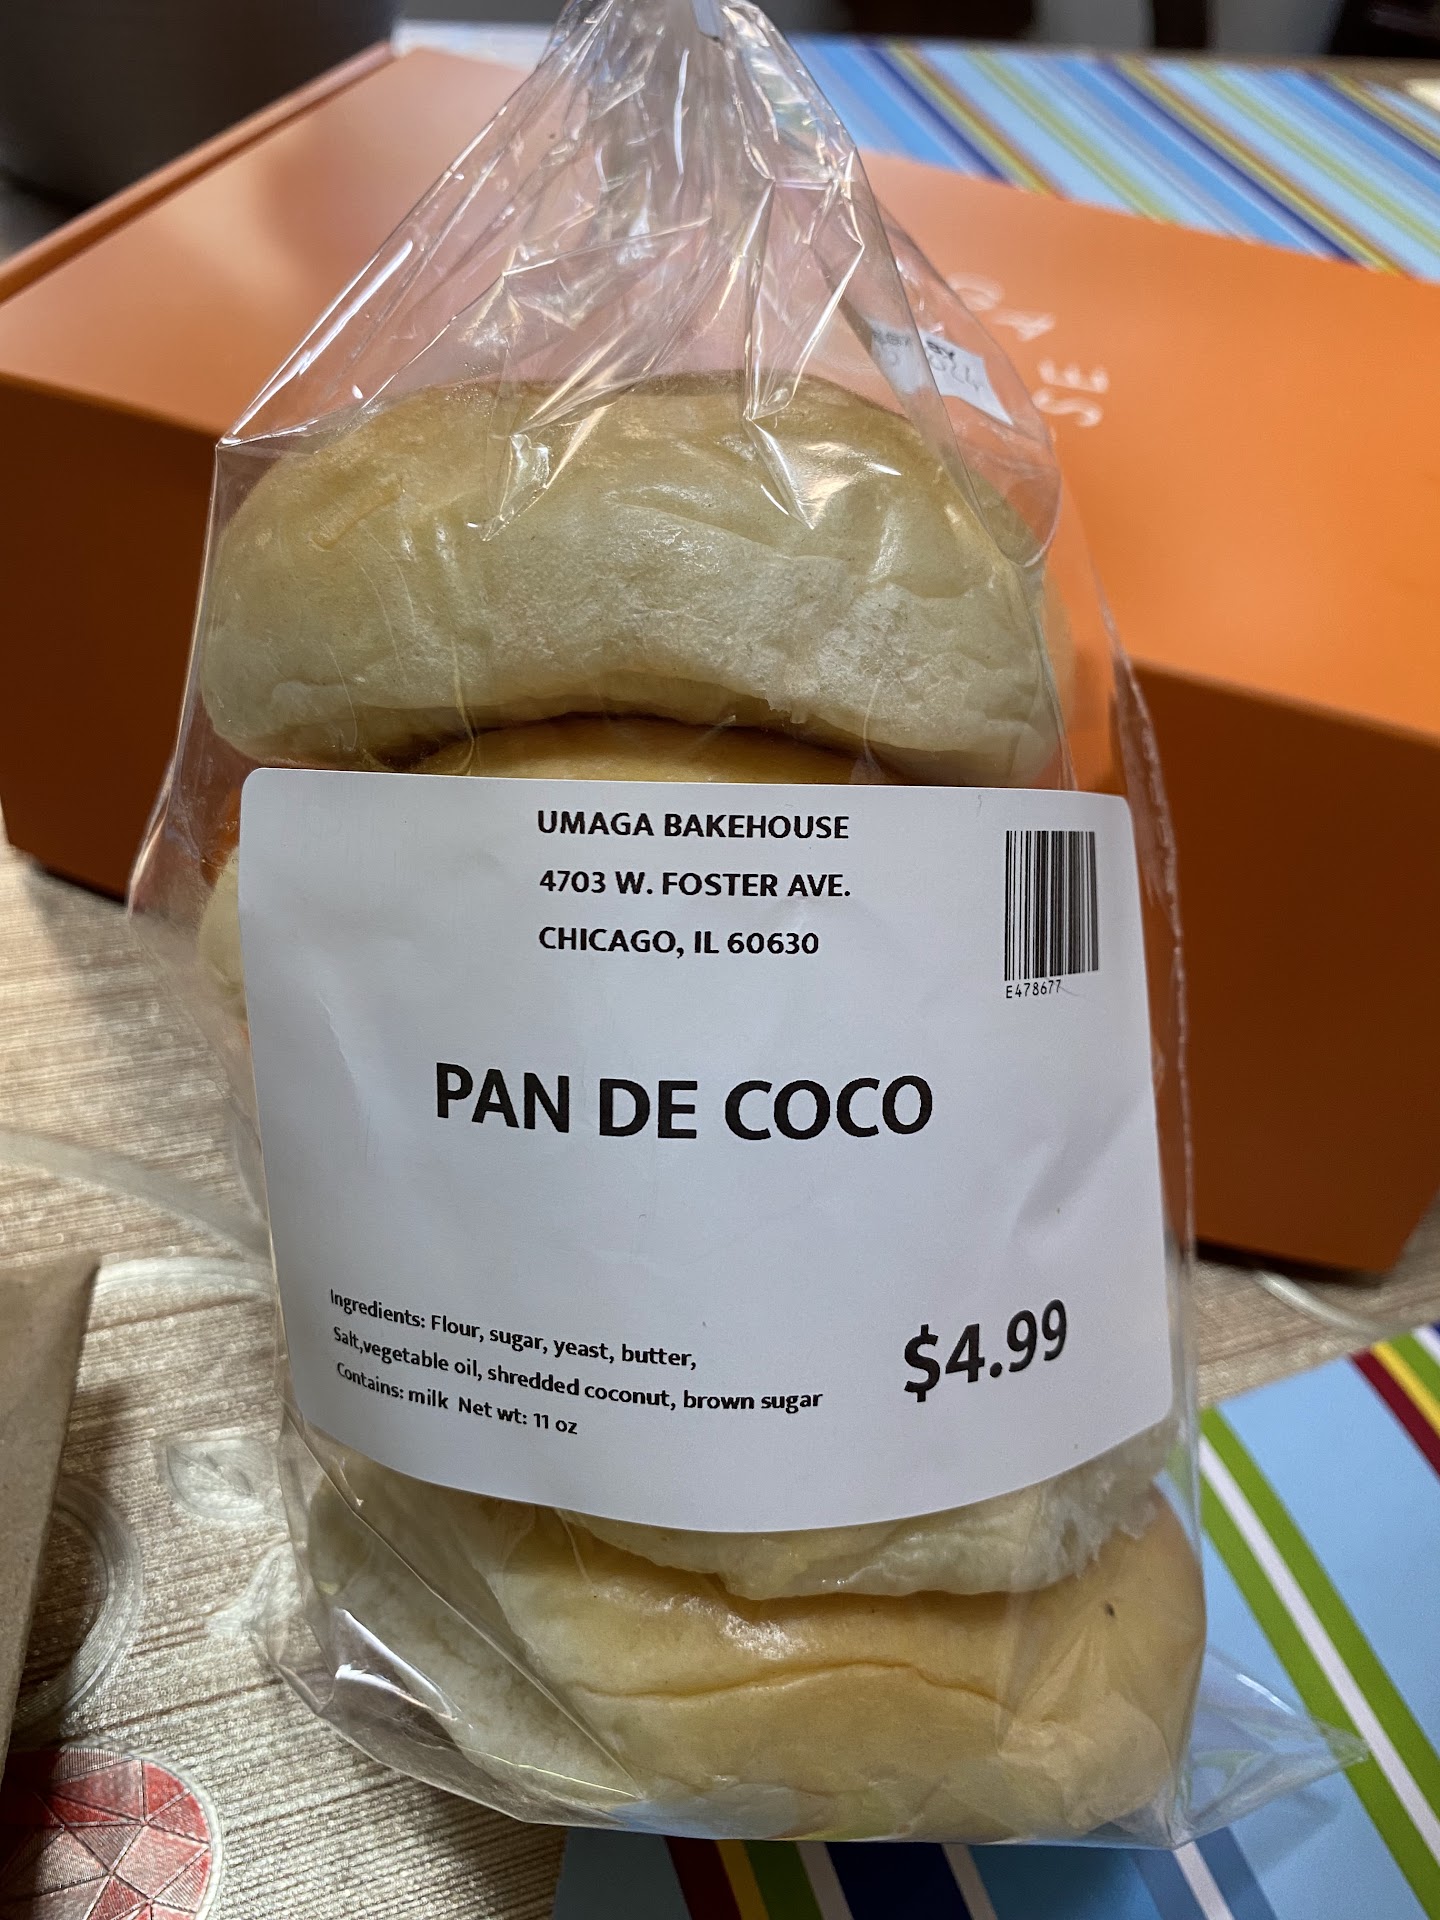 UMAGA BAKEHOUSE
4703 W. FOSTER AVE.
CHICAGO, IL 60630
E478677
PAN DE COCO
Ingredients: Flour, sugar, yeast, butter,
Salt,vegetable oil, shredded coconut, brown sugar
Contains: milk Net wt: 11 oz
$4.99